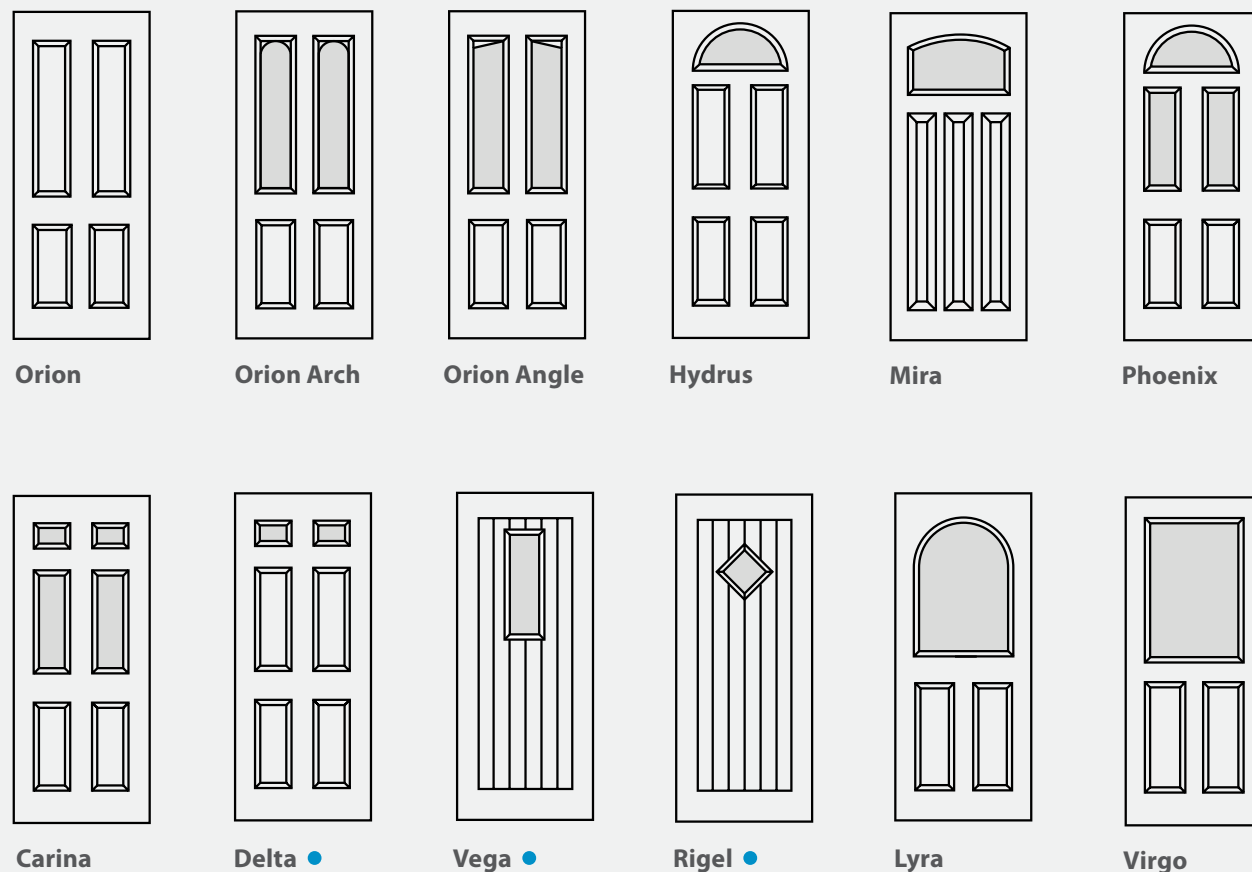 Orion
Orion Arch
Orion Angle
Hydrus
Mira
Phoenix
Carina
Delta
Vega
Rigel
Lyra
Virgo